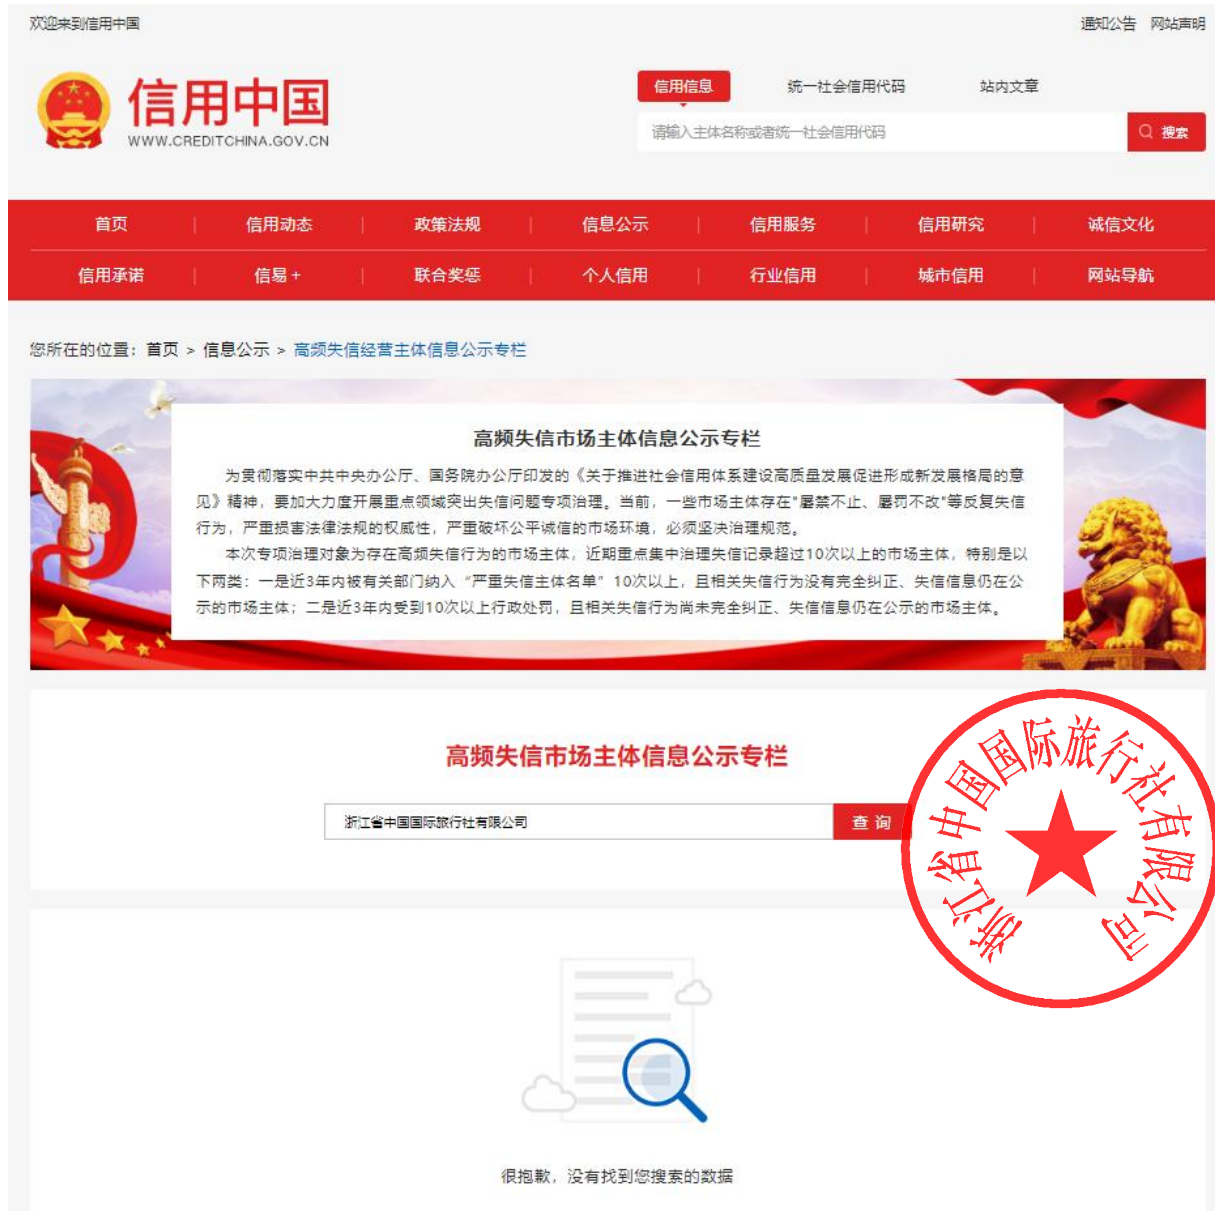 欢迎来到信用中国
通知公告 网站声明
信用中国
WWW.CREDITCHINA.GOV.CN
信用信息 统一社会信用代码 站内文章
请输入主体名称或者统一社会信用代码
搜索
首页 信用动态 政策法规 信息公示 信用服务 信用研究 诚信文化
信用承诺 信易+ 联合奖惩 个人信用 行业信用 城市信用 网站导航
您所在的位置：首页 > 信息公示 > 高频失信经营主体信息公示专栏
高频失信市场主体信息公示专栏
为贯彻落实中共中央办公厅、国务院办公厅印发的《关于推进社会信用体系建设高质量发展促进形成新发展格局的意
见》精神，要加大力度开展重点领域突出失信问题专项治理。当前，一些市场主体存在"屡禁不止、屡罚不改"等反复失信
行为，严重损害法律法规的权威性，严重破坏公平诚信的市场环境，必须坚决治理规范。
本次专项治理对象为存在高频失信行为的市场主体，近期重点集中治理失信记录超过10次以上的市场主体，特别是以
下两类：一是近3年内被有关部门纳入“严重失信主体名单”10次以上，且相关失信行为没有完全纠正、失信信息仍在公
示的市场主体；二是近3年内受到10次以上行政处罚，且相关失信行为尚未完全纠正、失信信息仍在公示的市场主体。
高频失信市场主体信息公示专栏
浙江省中国国际旅行社有限公司
查询
浙江省中国国际旅行社有限公司
很抱歉，没有找到您搜索的数据